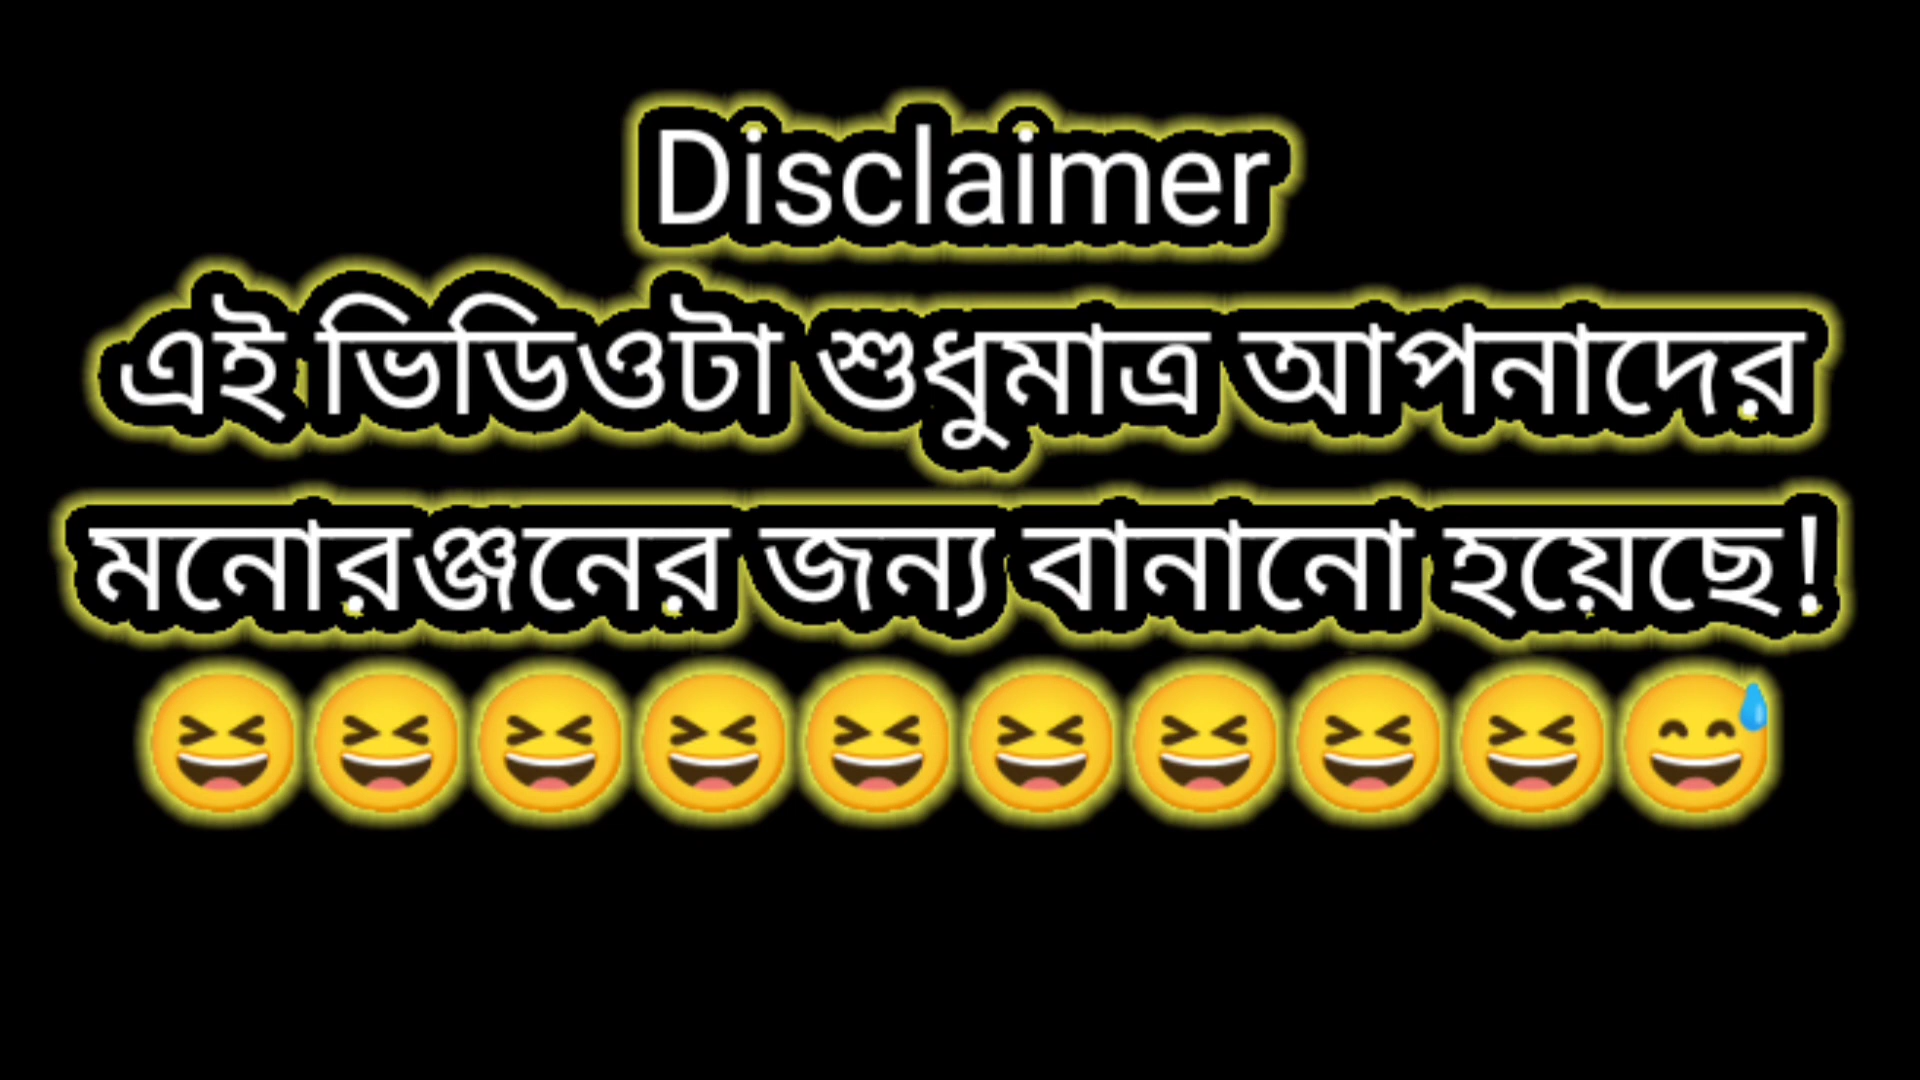 Disclaimer
এই ভিডিওটা শুধুমাত্র আপনাদের
মনোরঞ্জনের জন্য বানানো হয়েছে!
😆😆😆😆😆😆😆😆😆😅